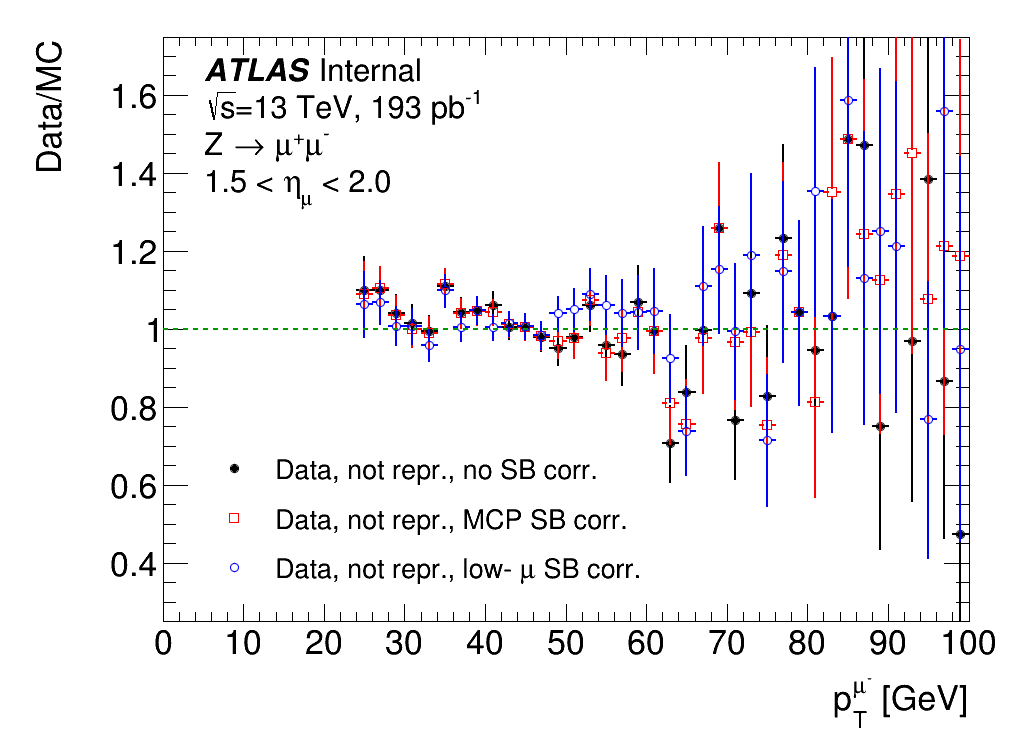 Data/MC
ATLAS Internal
√s=13 TeV, 193 pb⁻¹
Z → μ⁺μ⁻
1.5 < η_μ < 2.0
1.6
1.4
1.2
1
0.8
0.6
0.4
Data, not repr., no SB corr.
Data, not repr., MCP SB corr.
Data, not repr., low- μ SB corr.
0 10 20 30 40 50 60 70 80 90 100
p_T^μ⁻ [GeV]